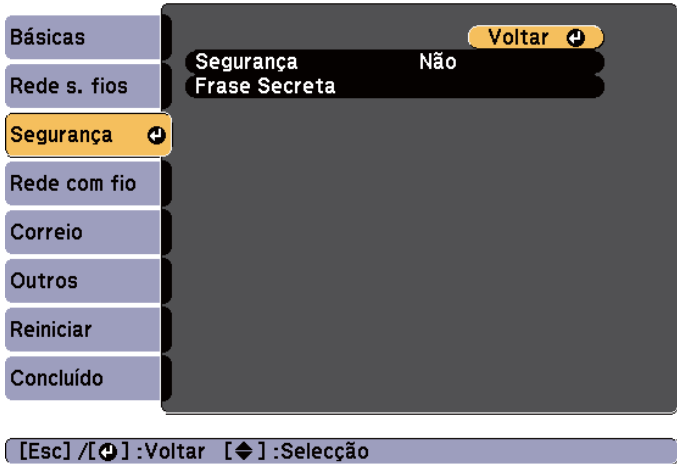 Básicas
Rede s. fios
Segurança
Rede com fio
Correio
Outros
Reiniciar
Concluído
Voltar
Segurança Não
Frase Secreta
[Esc] /[ ] :Voltar [ ] :Selecção